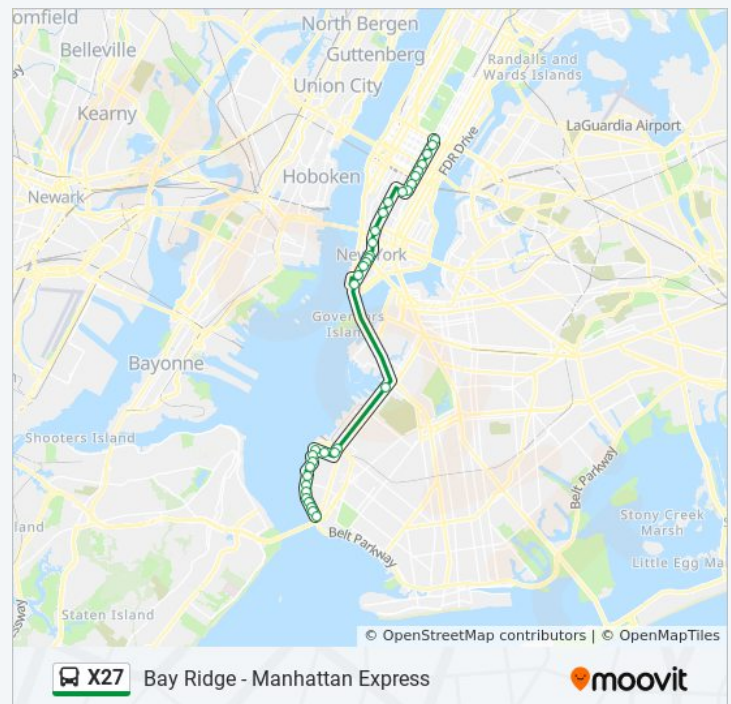 omfield
North Bergen
Belleville
Guttenberg
Randalls and
Wards Islands
Union City
Kearny
LaGuardia Airport
FDR Drive
Hoboken
Newark
New York
Governors
Island
Bayonne
Shooters Island
Belt Parkway
Stony Creek
Marsh
land
Belt Parkway
Little Egg Ma
Staten Island
essway
© OpenStreetMap contributors | © OpenMapTiles
X27 Bay Ridge - Manhattan Express
moovit